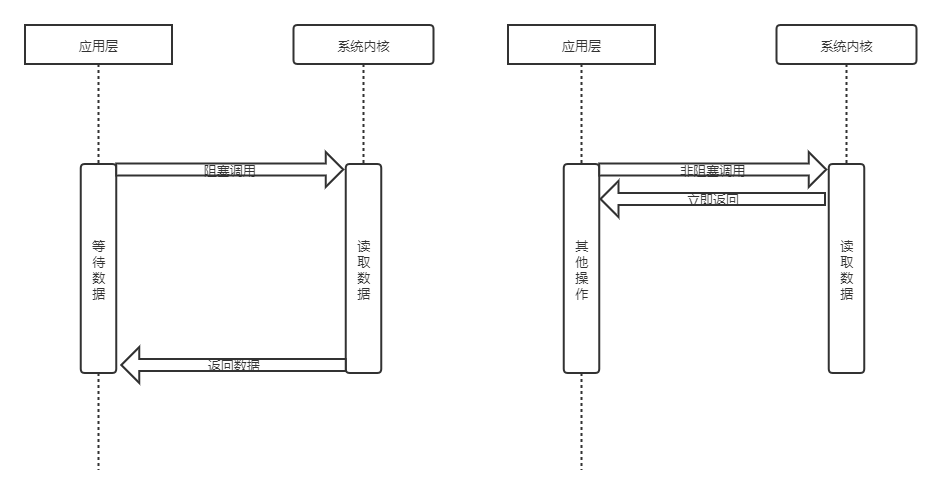 应用层
系统内核
阻塞调用
等待数据
读取数据
返回数据
应用层
系统内核
非阻塞调用
立即返回
其他操作
读取数据